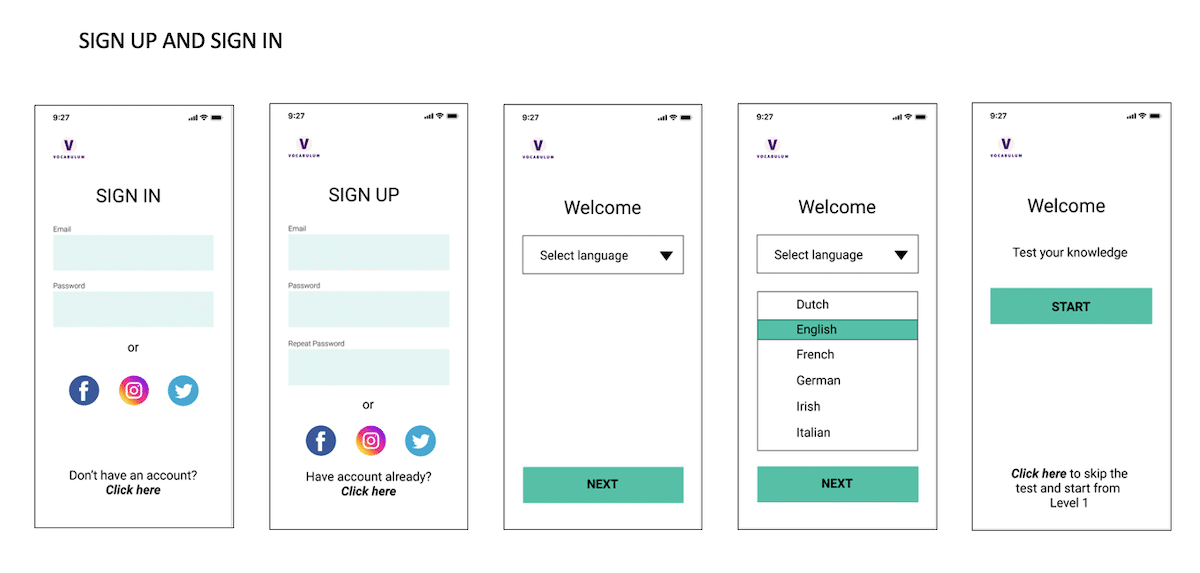 SIGN UP AND SIGN IN
9:27
V
VOCABULUM
SIGN IN
Email
Password
or
Don't have an account?
Click here
9:27
V
VOCABULUM
SIGN UP
Email
Password
Repeat Password
or
Have account already?
Click here
9:27
V
VOCABULUM
Welcome
Select language
NEXT
9:27
V
VOCABULUM
Welcome
Select language
Dutch
English
French
German
Irish
Italian
NEXT
9:27
V
VOCABULUM
Welcome
Test your knowledge
START
Click here to skip the
test and start from
Level 1